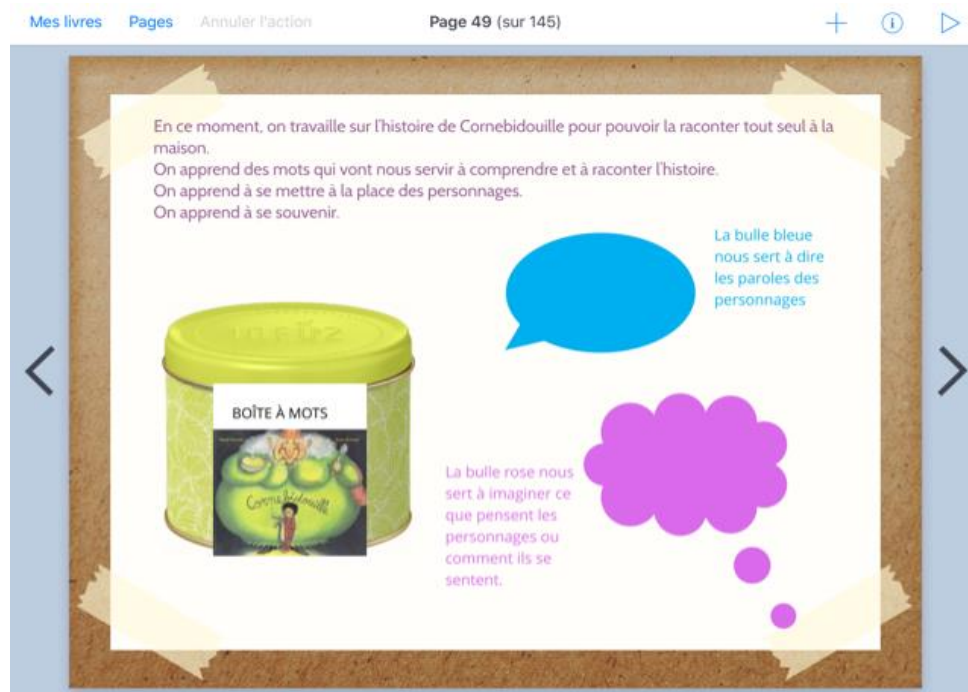 Mes livres Pages Annuler l'action Page 49 (sur 145)
En ce moment, on travaille sur l'histoire de Cornebidouille pour pouvoir la raconter tout seul à la
maison.
On apprend des mots qui vont nous servir à comprendre et à raconter l'histoire.
On apprend à se mettre à la place des personnages.
On apprend à se souvenir.
La bulle bleue
nous sert à dire
les paroles des
personnages
BOÎTE À MOTS
Cornebidouille
La bulle rose nous
sert à imaginer ce
que pensent les
personnages ou
comment ils se
sentent.